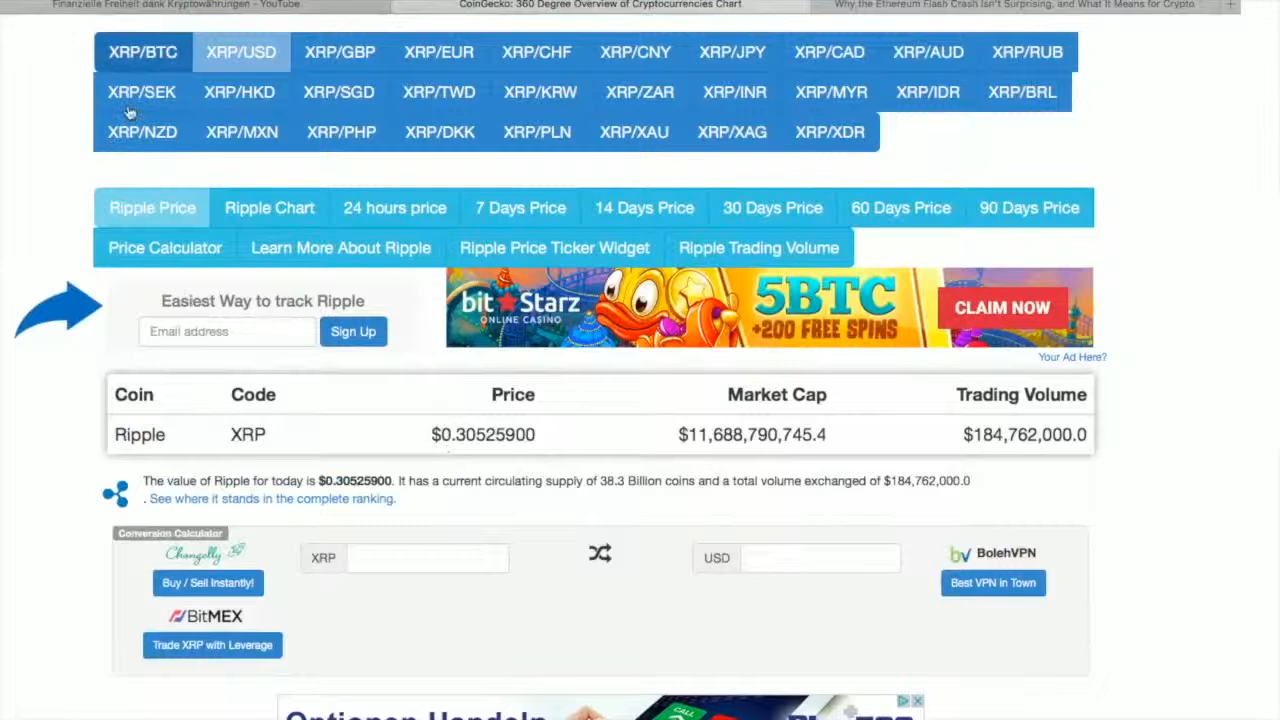 Finanzielle Freiheit dank Kryptowährungen - YouTube
CoinGecko: 360 Degree Overview of Cryptocurrencies Chart
Why the Ethereum Flash Crash Isn't Surprising, and What It Means for Crypto
XRP/BTC XRP/USD XRP/GBP XRP/EUR XRP/CHF XRP/CNY XRP/JPY XRP/CAD XRP/AUD XRP/RUB
XRP/SEK XRP/HKD XRP/SGD XRP/TWD XRP/KRW XRP/ZAR XRP/INR XRP/MYR XRP/IDR XRP/BRL
XRP/NZD XRP/MXN XRP/PHP XRP/DKK XRP/PLN XRP/XAU XRP/XAG XRP/XDR
Ripple Price Ripple Chart 24 hours price 7 Days Price 14 Days Price 30 Days Price 60 Days Price 90 Days Price
Price Calculator Learn More About Ripple Ripple Price Ticker Widget Ripple Trading Volume
Easiest Way to track Ripple
Email address Sign Up
bit Starz
ONLINE CASINO
5BTC
+200 FREE SPINS
CLAIM NOW
Your Ad Here?
Coin Code Price Market Cap Trading Volume
Ripple XRP $0.30525900 $11,688,790,745.4 $184,762,000.0
The value of Ripple for today is $0.30525900. It has a current circulating supply of 38.3 Billion coins and a total volume exchanged of $184,762,000.0
. See where it stands in the complete ranking.
Conversion Calculator
Changelly
Buy / Sell Instantly!
BitMEX
Trade XRP with Leverage
XRP
USD
bv BolehVPN
Best VPN in Town
Optionen Handeln
CALL